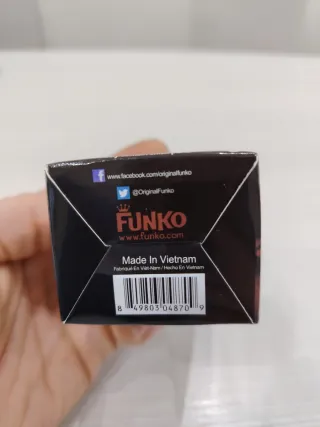 www.facebook.com/originalfunko
@OriginalFunko
FUNKO
www.funko.com
Made In Vietnam
Fabriqué En Viêt-Nam / Hecho En Vietnam
8 49803 04870 9